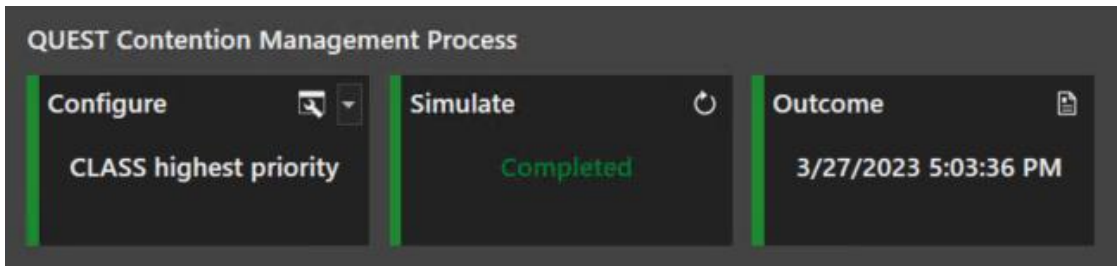 QUEST Contention Management Process
Configure
CLASS highest priority
Simulate
Completed
Outcome
3/27/2023 5:03:36 PM